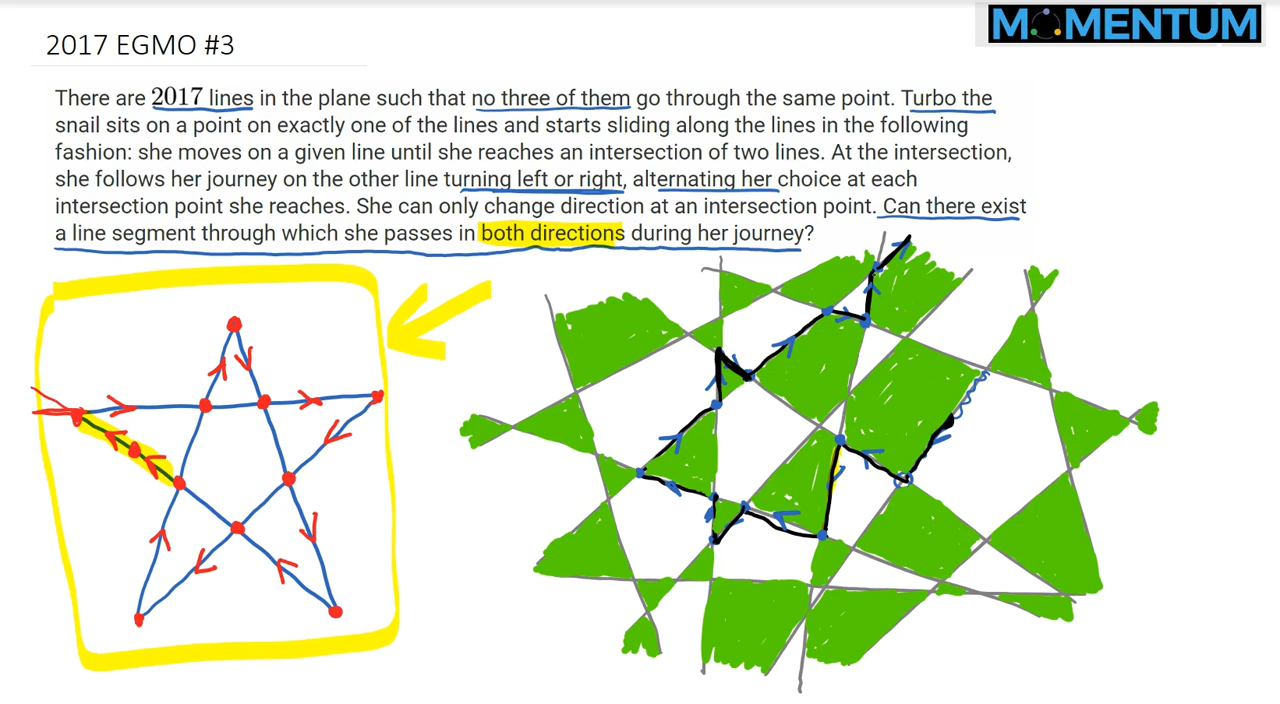 MOMENTUM
2017 EGMO #3
There are 2017 lines in the plane such that no three of them go through the same point. Turbo the
snail sits on a point on exactly one of the lines and starts sliding along the lines in the following
fashion: she moves on a given line until she reaches an intersection of two lines. At the intersection,
she follows her journey on the other line turning left or right, alternating her choice at each
intersection point she reaches. She can only change direction at an intersection point. Can there exist
a line segment through which she passes in both directions during her journey?